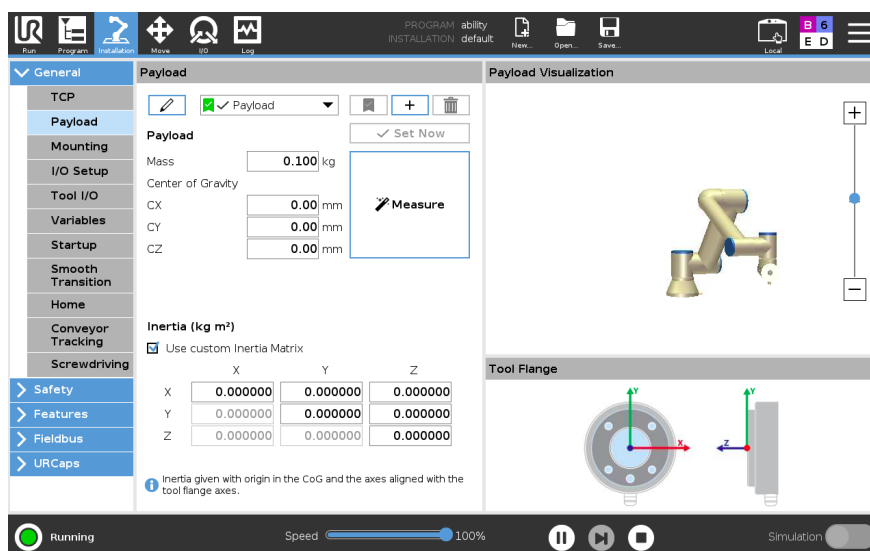 PROGRAM ability
INSTALLATION default
UR
Run Program Installation Move I/O Log New... Open... Save... Local
B 6
E D
General
TCP
Payload
Mounting
I/O Setup
Tool I/O
Variables
Startup
Smooth
Transition
Home
Conveyor
Tracking
Screwdriving
Safety
Features
Fieldbus
URCaps
Payload
Payload
Payload
Set Now
Mass 0.100 kg
Center of Gravity
CX 0.00 mm
CY 0.00 mm
CZ 0.00 mm
Measure
Inertia (kg m²)
Use custom Inertia Matrix
X Y Z
X 0.000000 0.000000 0.000000
Y 0.000000 0.000000 0.000000
Z 0.000000 0.000000 0.000000
Inertia given with origin in the CoG and the axes aligned with the
tool flange axes.
Payload Visualization
Tool Flange
Y Y
X Z
Running Speed 100% Simulation